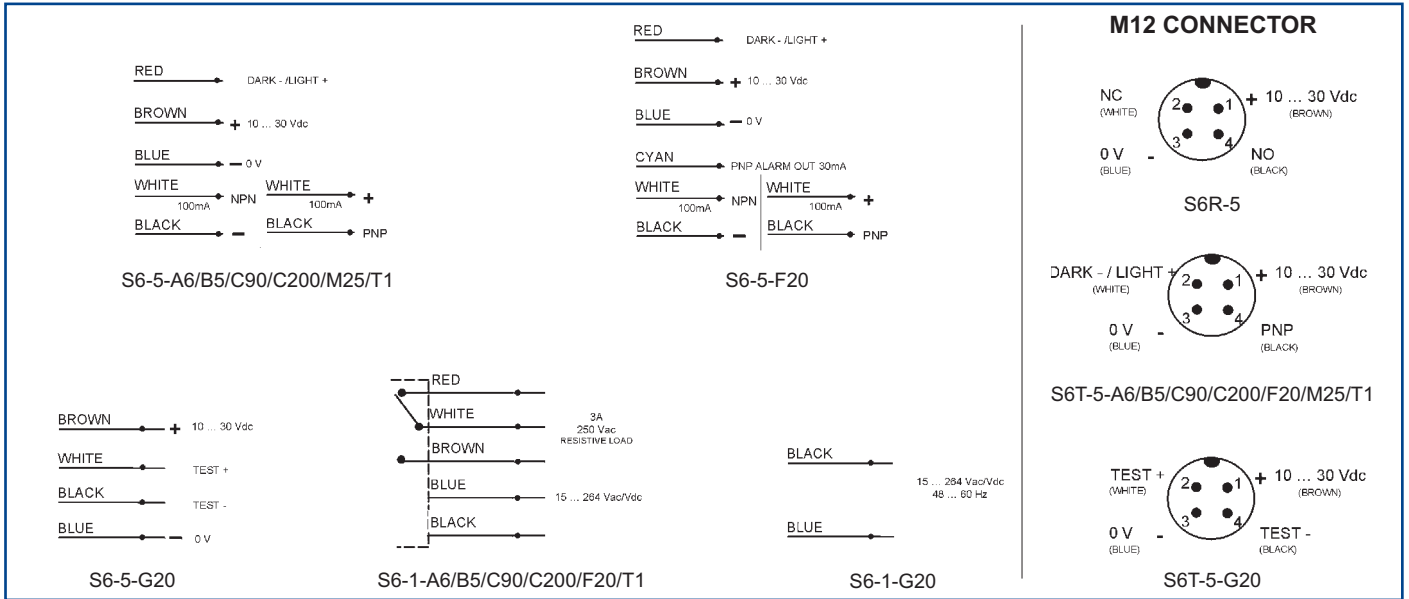 RED
DARK - /LIGHT +
BROWN
+ 10 ... 30 Vdc
BLUE
- 0 V
WHITE
100mA
NPN
WHITE
100mA
+
BLACK
-
BLACK
PNP
S6-5-A6/B5/C90/C200/M25/T1
RED
DARK - /LIGHT +
BROWN
+ 10 ... 30 Vdc
BLUE
- 0 V
CYAN
PNP ALARM OUT 30mA
WHITE
100mA
NPN
WHITE
100mA
+
BLACK
-
BLACK
PNP
S6-5-F20
BROWN
+ 10 ... 30 Vdc
WHITE
TEST +
BLACK
TEST -
BLUE
- 0 V
S6-5-G20
RED
WHITE
3A
250 Vac
RESISTIVE LOAD
BROWN
BLUE
15 ... 264 Vac/Vdc
BLACK
S6-1-A6/B5/C90/C200/F20/T1
BLACK
15 ... 264 Vac/Vdc
48 ... 60 Hz
BLUE
S6-1-G20
M12 CONNECTOR
NC
(WHITE)
2
1
+ 10 ... 30 Vdc
(BROWN)
3
4
0 V -
(BLUE)
NO
(BLACK)
S6R-5
DARK - / LIGHT +
(WHITE)
2
1
+ 10 ... 30 Vdc
(BROWN)
3
4
0 V -
(BLUE)
PNP
(BLACK)
S6T-5-A6/B5/C90/C200/F20/M25/T1
TEST +
(WHITE)
2
1
+ 10 ... 30 Vdc
(BROWN)
3
4
0 V -
(BLUE)
TEST -
(BLACK)
S6T-5-G20